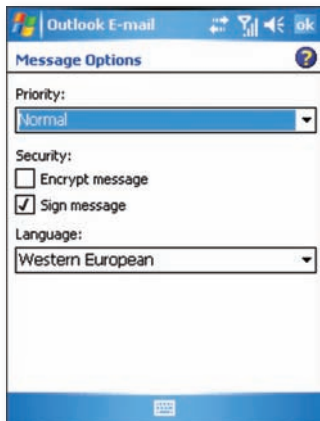 Outlook E-mail ok
Message Options
Priority:
Normal
Security:
Encrypt message
Sign message
Language:
Western European